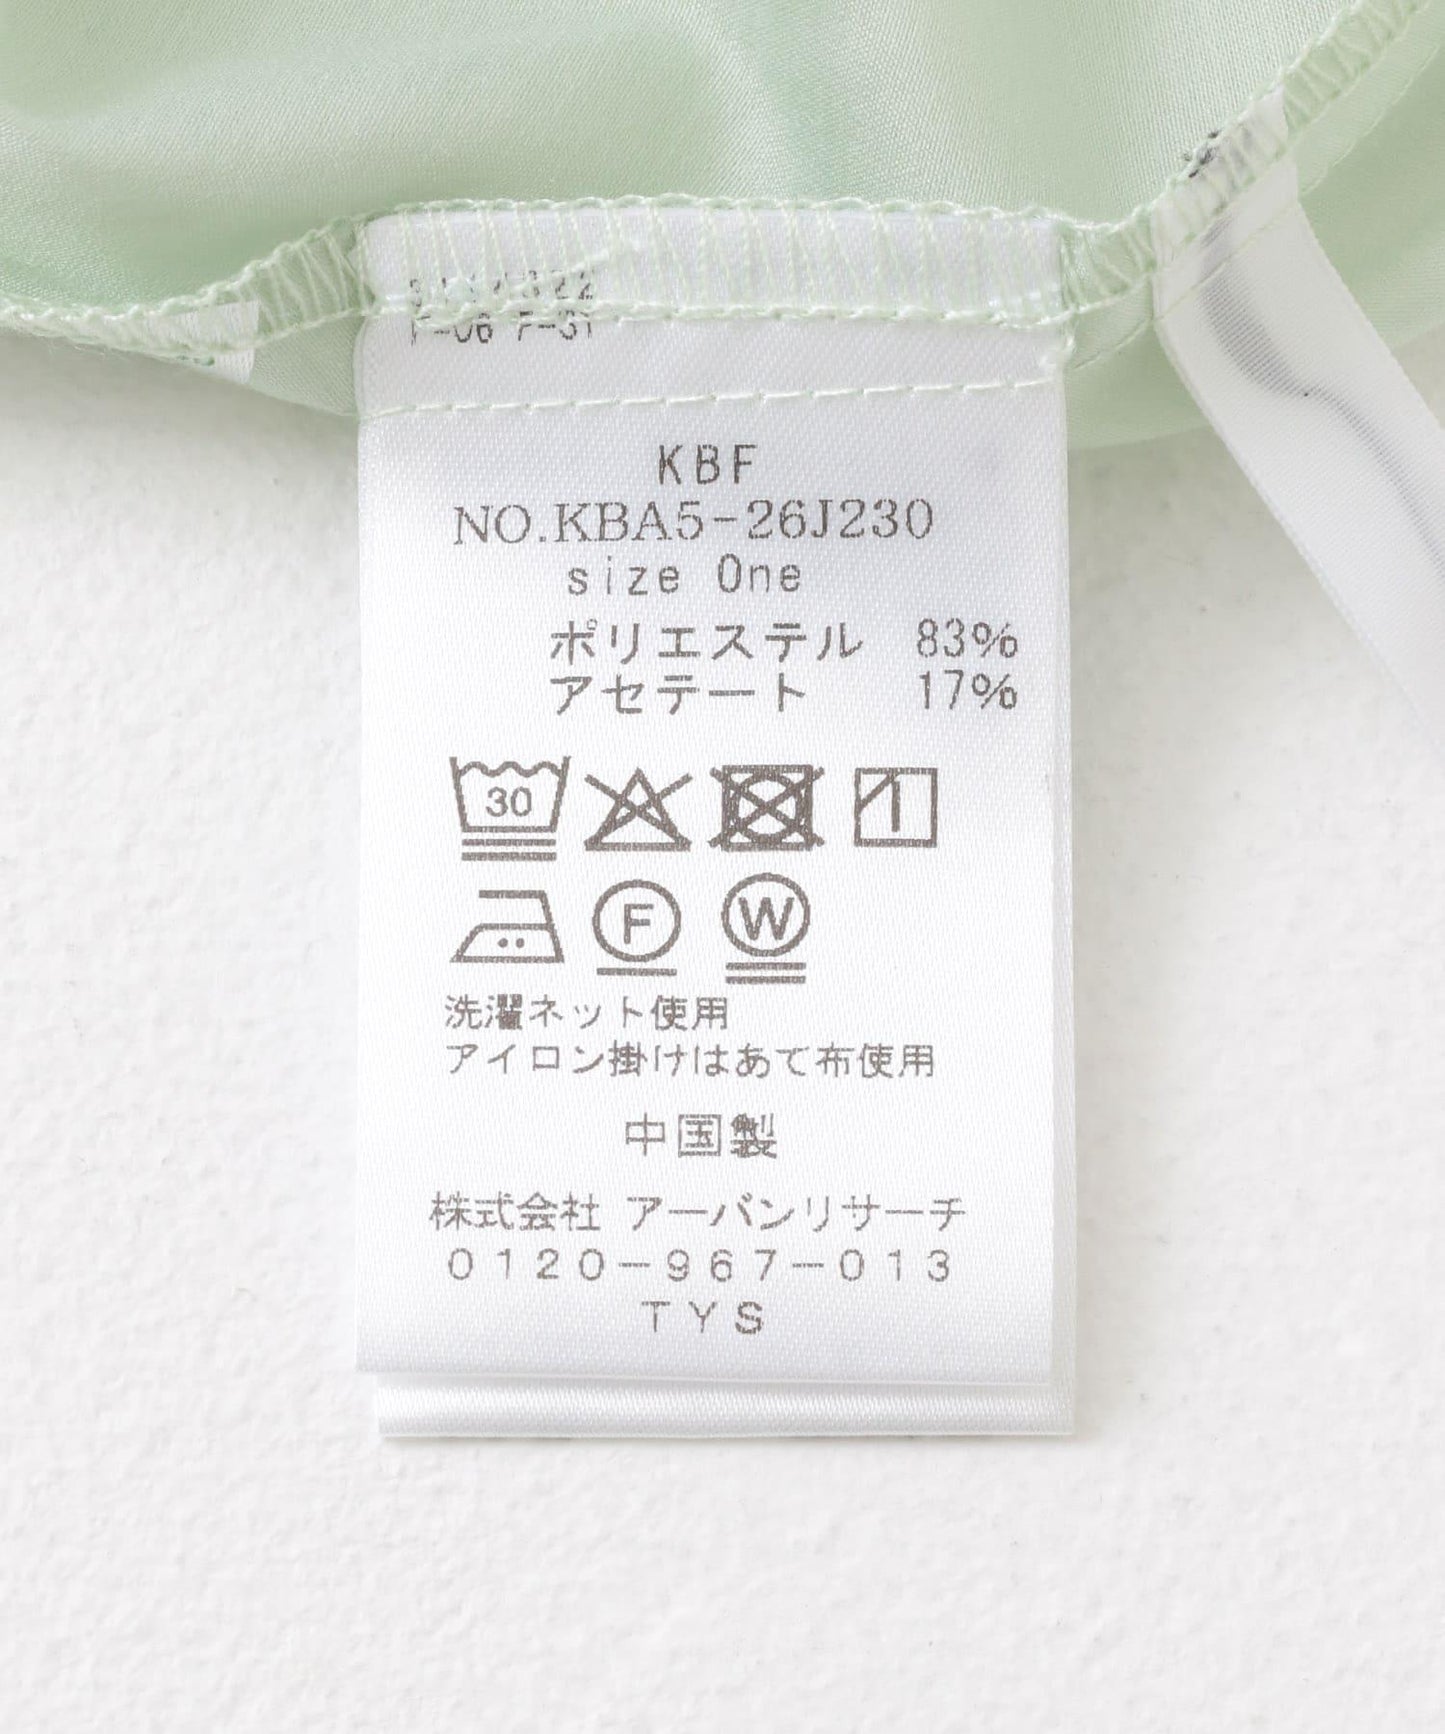 F-06 F-31
KBF
NO.KBA5-26J230
size One
ポリエステル 83%
アセテート 17%
30
F W
洗濯ネット使用
アイロン掛けはあて布使用
中国製
株式会社 アーバンリサーチ
0120-967-013
TYS